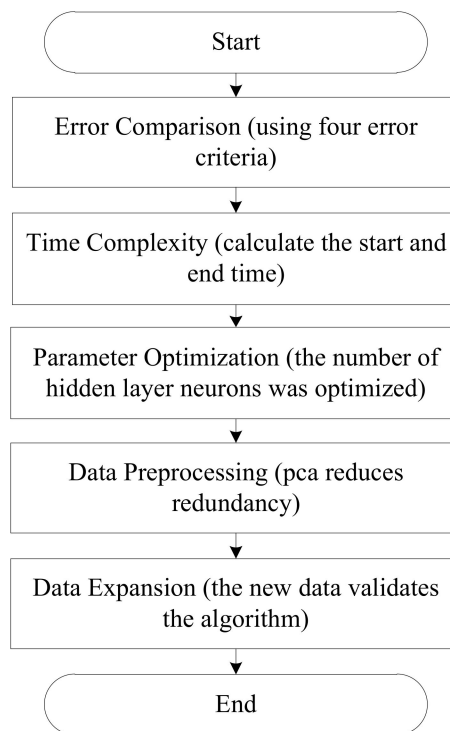 Start
Error Comparison (using four error
criteria)
Time Complexity (calculate the start and
end time)
Parameter Optimization (the number of
hidden layer neurons was optimized)
Data Preprocessing (pca reduces
redundancy)
Data Expansion (the new data validates
the algorithm)
End